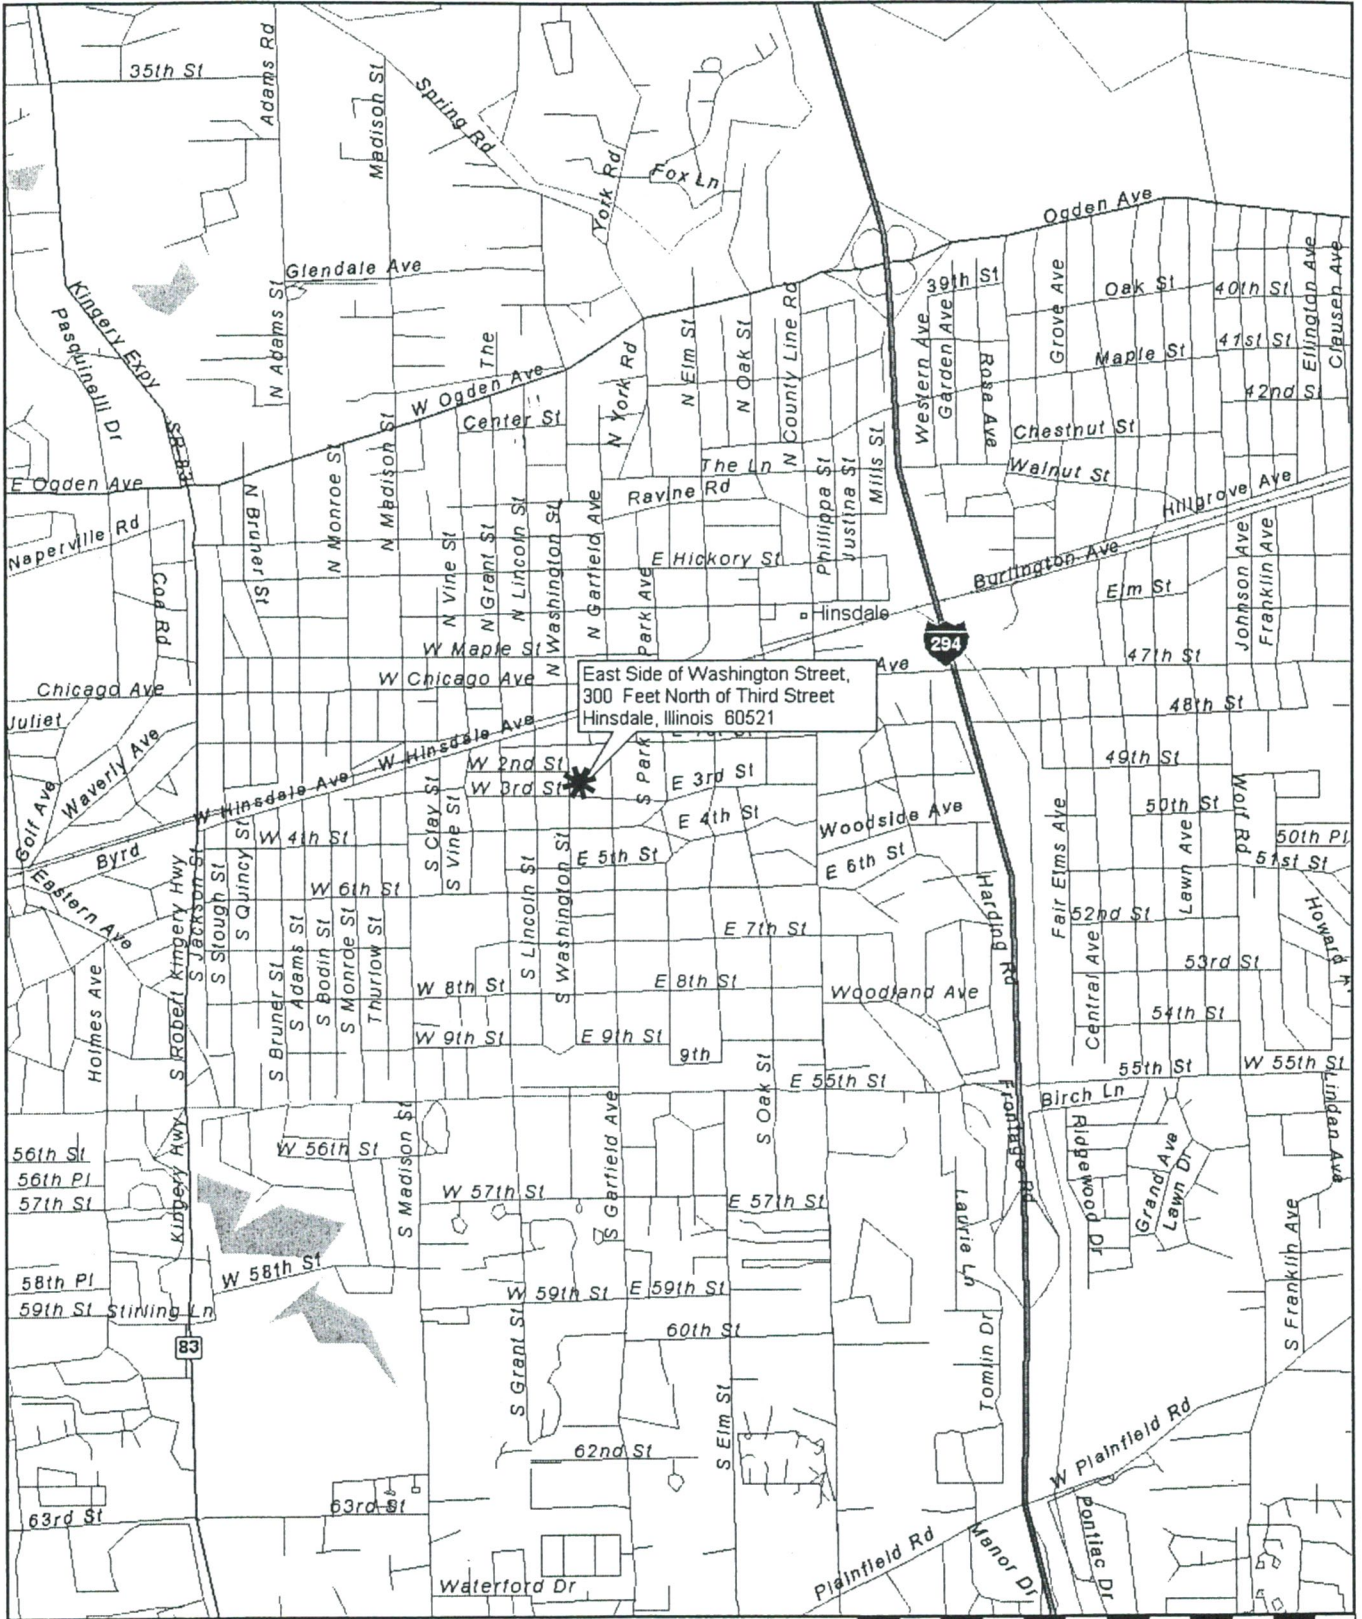 35th St
Adams Rd
Madison St
Spring Rd
York Rd
Fox Ln
Ogden Ave
Glendale Ave
Kingery Expy
Pasquinelli Dr
N Adams St
The
W Ogden Ave
Center St
N York Rd
N Elm St
N Oak St
N County Line Rd
39th St
Western Ave
Garden Ave
Rose Ave
Grove Ave
Oak St
40th St
Maple St
41st St
Ellington Ave
Clausen Ave
42nd St
Chestnut St
Walnut St
SR-83
E Ogden Ave
N Bruner St
N Monroe St
N Madison St
The Ln
Ravine Rd
Phillippa St
Justina St
Mills St
Hillgrove Ave
Naperville Rd
Coe Rd
N Vine St
N Grant St
N Lincoln St
N Washington St
N Garfield Ave
E Hickory St
Park Ave
Burlington Ave
Elm St
Johnson Ave
Franklin Ave
Hinsdale
294
W Maple St
W Chicago Ave
Ave
47th St
Chicago Ave
East Side of Washington Street,
300 Feet North of Third Street
Hinsdale, Illinois 60521
E 1st St
48th St
Juliet
Waverly Ave
Golf Ave
W Hinsdale Ave
W Hinsdale Ave
W 2nd St
W 3rd St
S Park
E 3rd St
49th St
50th St
Wolf Rd
50th Pl
51st St
Byrd
Eastern Ave
W 4th St
S Clay St
S Vine St
E 4th St
Woodside Ave
E 5th St
E 6th St
Fair Elms Ave
Lawn Ave
W 6th St
S Quincy St
S Stough St
S Jackson St
S Robert Kingery Hwy
S Lincoln St
S Washington St
Harding Rd
52nd St
Howard
E 7th St
S Adams St
S Bodin St
S Monroe St
Thurlow St
S Bruner St
Holmes Ave
W 8th St
E 8th St
Woodland Ave
Central Ave
53rd St
54th St
W 9th St
E 9th St
9th
S Oak St
E 55th St
55th St
W 55th St
Birch Ln
Linden Ave
Frontage Rd
Ridgewood Dr
Grand Ave
Lawn Dr
56th St
56th Pl
57th St
Kingery Hwy
W 56th St
S Madison St
S Garfield Ave
W 57th St
E 57th St
Laurie Ln
S Franklin Ave
58th Pl
59th St
Stirling Ln
W 58th St
W 59th St
E 59th St
60th St
83
S Grant St
S Elm St
Tomlin Dr
62nd St
W Plainfield Rd
63rd St
63rd St
Waterford Dr
Plainfield Rd
Manor Dr
Pontiac Dr